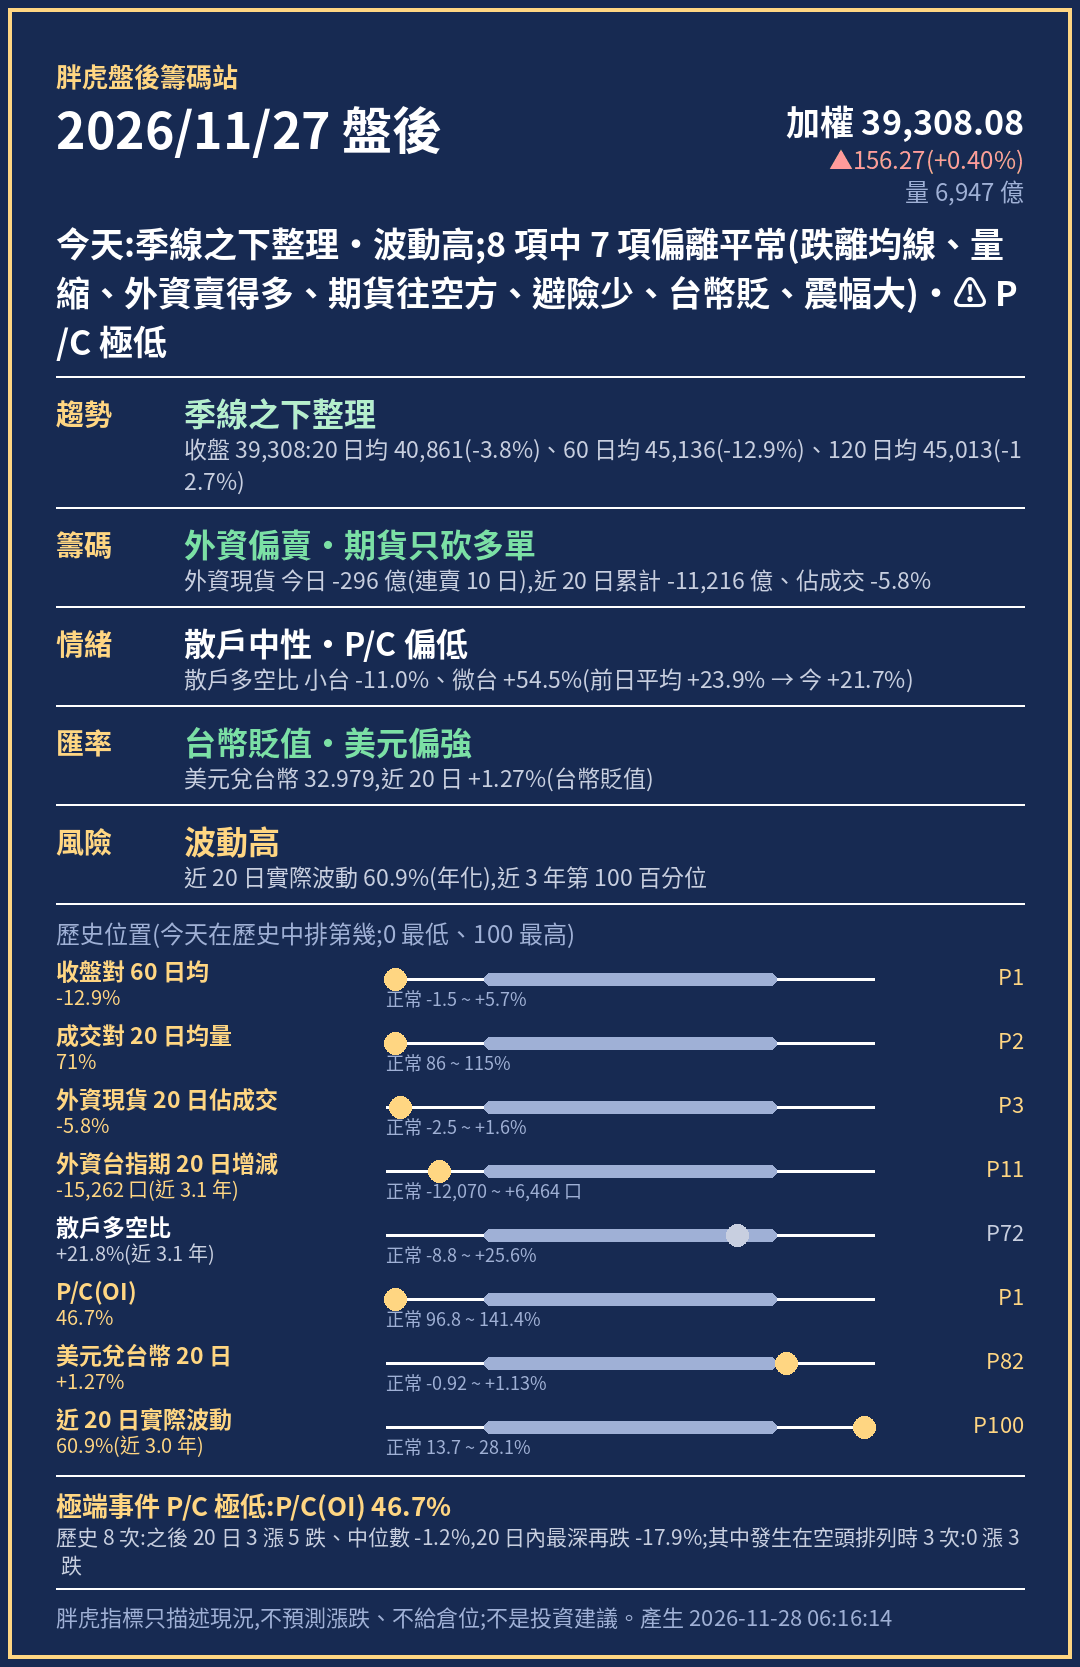 胖虎盤後籌碼站
2026/11/27 盤後
加權 39,308.08
▲156.27(+0.40%)
量 6,947 億
今天:季線之下整理・波動高;8 項中 7 項偏離平常(跌離均線、量
縮、外資賣得多、期貨往空方、避險少、台幣貶、震幅大)・⚠ P
/C 極低
趨勢
季線之下整理
收盤 39,308:20 日均 40,861(-3.8%)、60 日均 45,136(-12.9%)、120 日均 45,013(-1
2.7%)
籌碼
外資偏賣・期貨只砍多單
外資現貨 今日 -296 億(連賣 10 日),近 20 日累計 -11,216 億、佔成交 -5.8%
情緒
散戶中性・P/C 偏低
散戶多空比 小台 -11.0%、微台 +54.5%(前日平均 +23.9% → 今 +21.7%)
匯率
台幣貶值・美元偏強
美元兌台幣 32.979,近 20 日 +1.27%(台幣貶值)
風險
波動高
近 20 日實際波動 60.9%(年化),近 3 年第 100 百分位
歷史位置(今天在歷史中排第幾;0 最低、100 最高)
收盤對 60 日均
-12.9%
正常 -1.5 ~ +5.7%
P1
成交對 20 日均量
71%
正常 86 ~ 115%
P2
外資現貨 20 日佔成交
-5.8%
正常 -2.5 ~ +1.6%
P3
外資台指期 20 日增減
-15,262 口(近 3.1 年)
正常 -12,070 ~ +6,464 口
P11
散戶多空比
+21.8%(近 3.1 年)
正常 -8.8 ~ +25.6%
P72
P/C(OI)
46.7%
正常 96.8 ~ 141.4%
P1
美元兌台幣 20 日
+1.27%
正常 -0.92 ~ +1.13%
P82
近 20 日實際波動
60.9%(近 3.0 年)
正常 13.7 ~ 28.1%
P100
極端事件 P/C 極低:P/C(OI) 46.7%
歷史 8 次:之後 20 日 3 漲 5 跌、中位數 -1.2%,20 日內最深再跌 -17.9%;其中發生在空頭排列時 3 次:0 漲 3
跌
胖虎指標只描述現況,不預測漲跌、不給倉位;不是投資建議。產生 2026-11-28 06:16:14